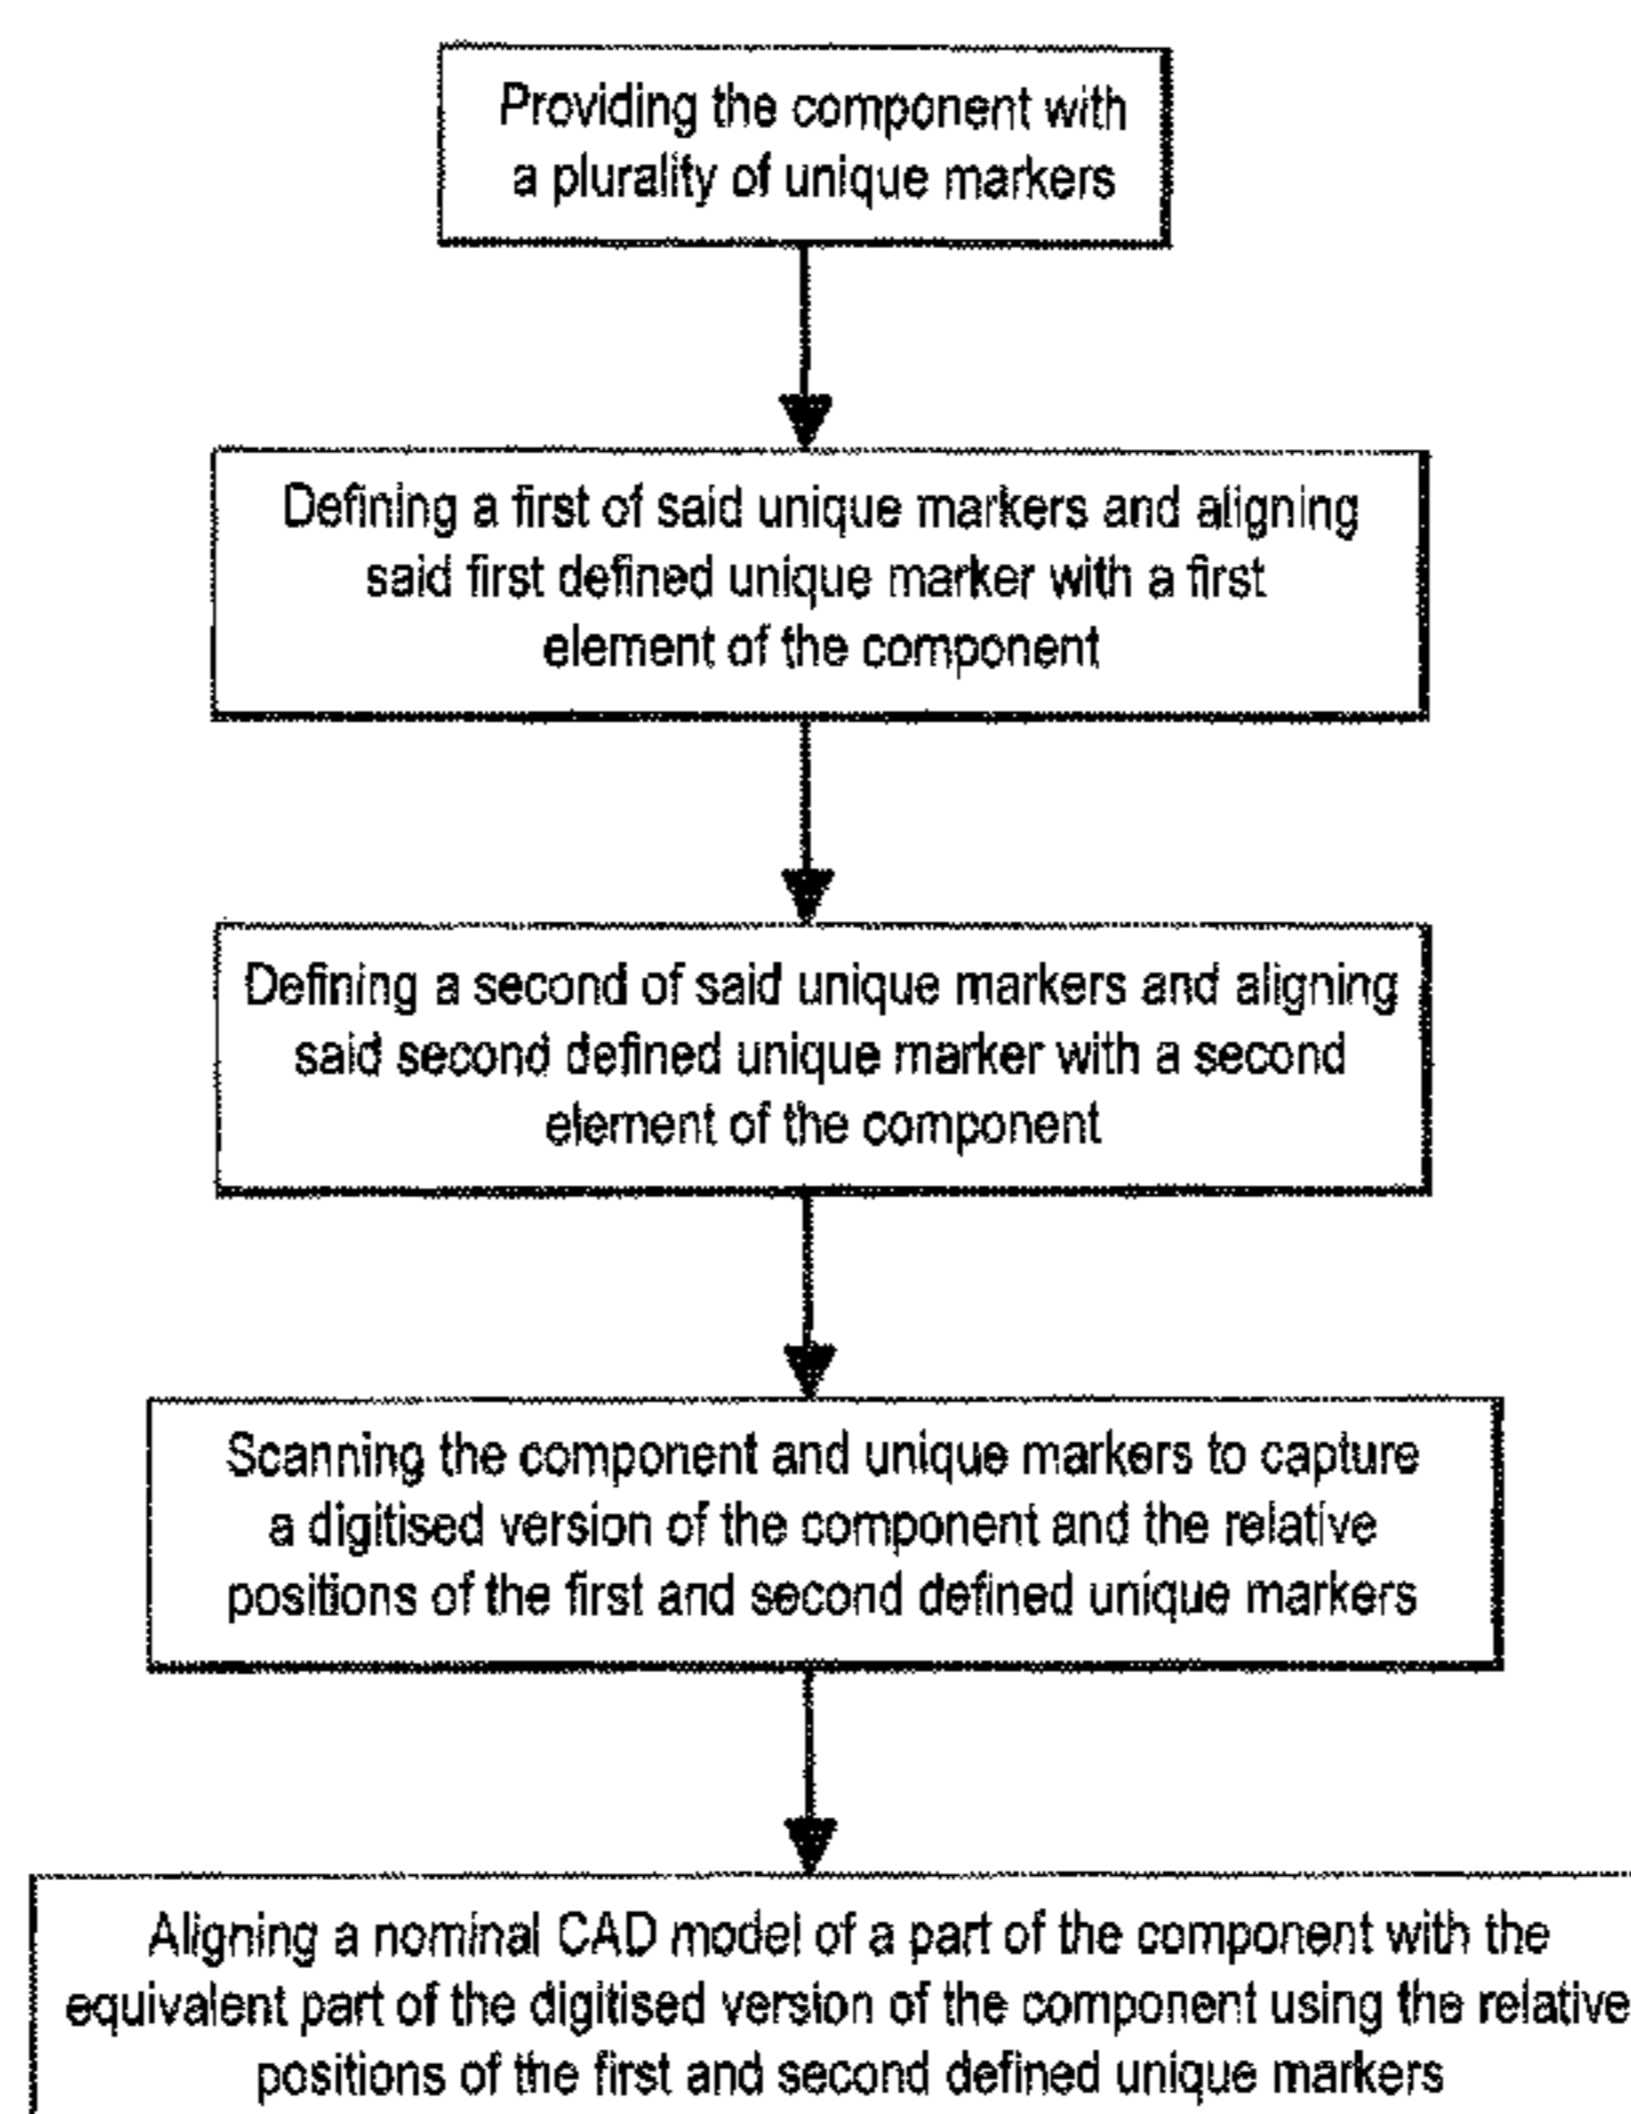 Providing the component with
a plurality of unique markers
Defining a first of said unique markers and aligning
said first defined unique marker with a first
element of the component
Defining a second of said unique markers and aligning
said second defined unique marker with a second
element of the component
Scanning the component and unique markers to capture
a digitised version of the component and the relative
positions of the first and second defined unique markers
Aligning a nominal CAD model of a part of the component with the
equivalent part of the digitised version of the component using the relative
positions of the first and second defined unique markers